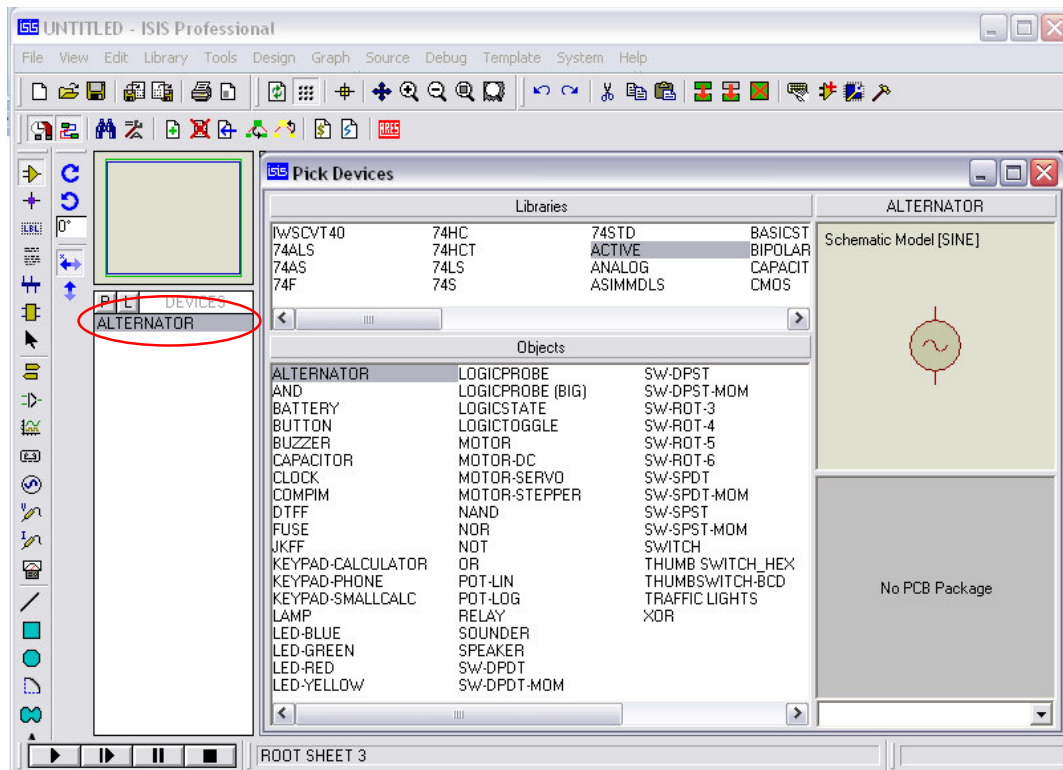 ISIS UNTITLED - ISIS Professional
File View Edit Library Tools Design Graph Source Debug Template System Help
LBL
0°
P L DEVICES
ALTERNATOR
ISIS Pick Devices
Libraries
IWSCVT40 74HC 74STD BASICST
74ALS 74HCT ACTIVE BIPOLAR
74AS 74LS ANALOG CAPACIT
74F 74S ASIMMDLS CMOS
Objects
ALTERNATOR LOGICPROBE SW-DPST
AND LOGICPROBE (BIG) SW-DPST-MOM
BATTERY LOGICSTATE SW-ROT-3
BUTTON LOGICTOGGLE SW-ROT-4
BUZZER MOTOR SW-ROT-5
CAPACITOR MOTOR-DC SW-ROT-6
CLOCK MOTOR-SERVO SW-SPDT
COMPIM MOTOR-STEPPER SW-SPDT-MOM
DTFF NAND SW-SPST
FUSE NOR SW-SPST-MOM
JKFF NOT SWITCH
KEYPAD-CALCULATOR OR THUMB SWITCH_HEX
KEYPAD-PHONE POT-LIN THUMBSWITCH-BCD
KEYPAD-SMALLCALC POT-LOG TRAFFIC LIGHTS
LAMP RELAY XOR
LED-BLUE SOUNDER
LED-GREEN SPEAKER
LED-RED SW-DPDT
LED-YELLOW SW-DPDT-MOM
ALTERNATOR
Schematic Model [SINE]
No PCB Package
ROOT SHEET 3